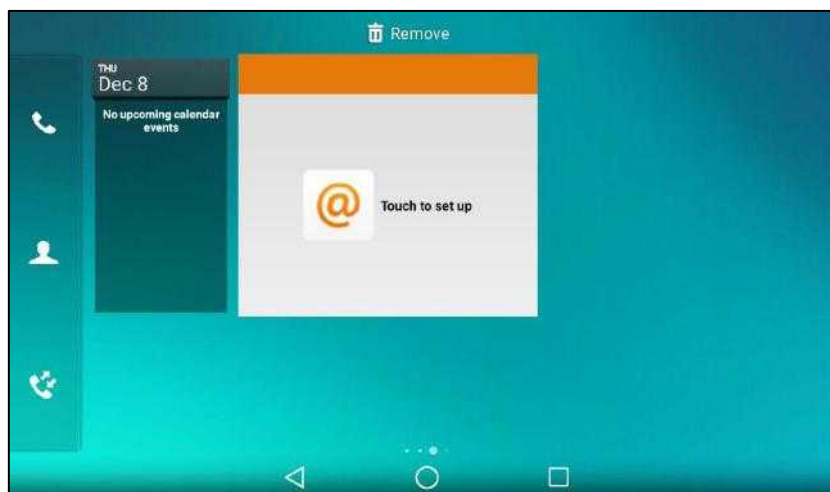 Remove
THU
Dec 8
No upcoming calendar
events
@ Touch to set up